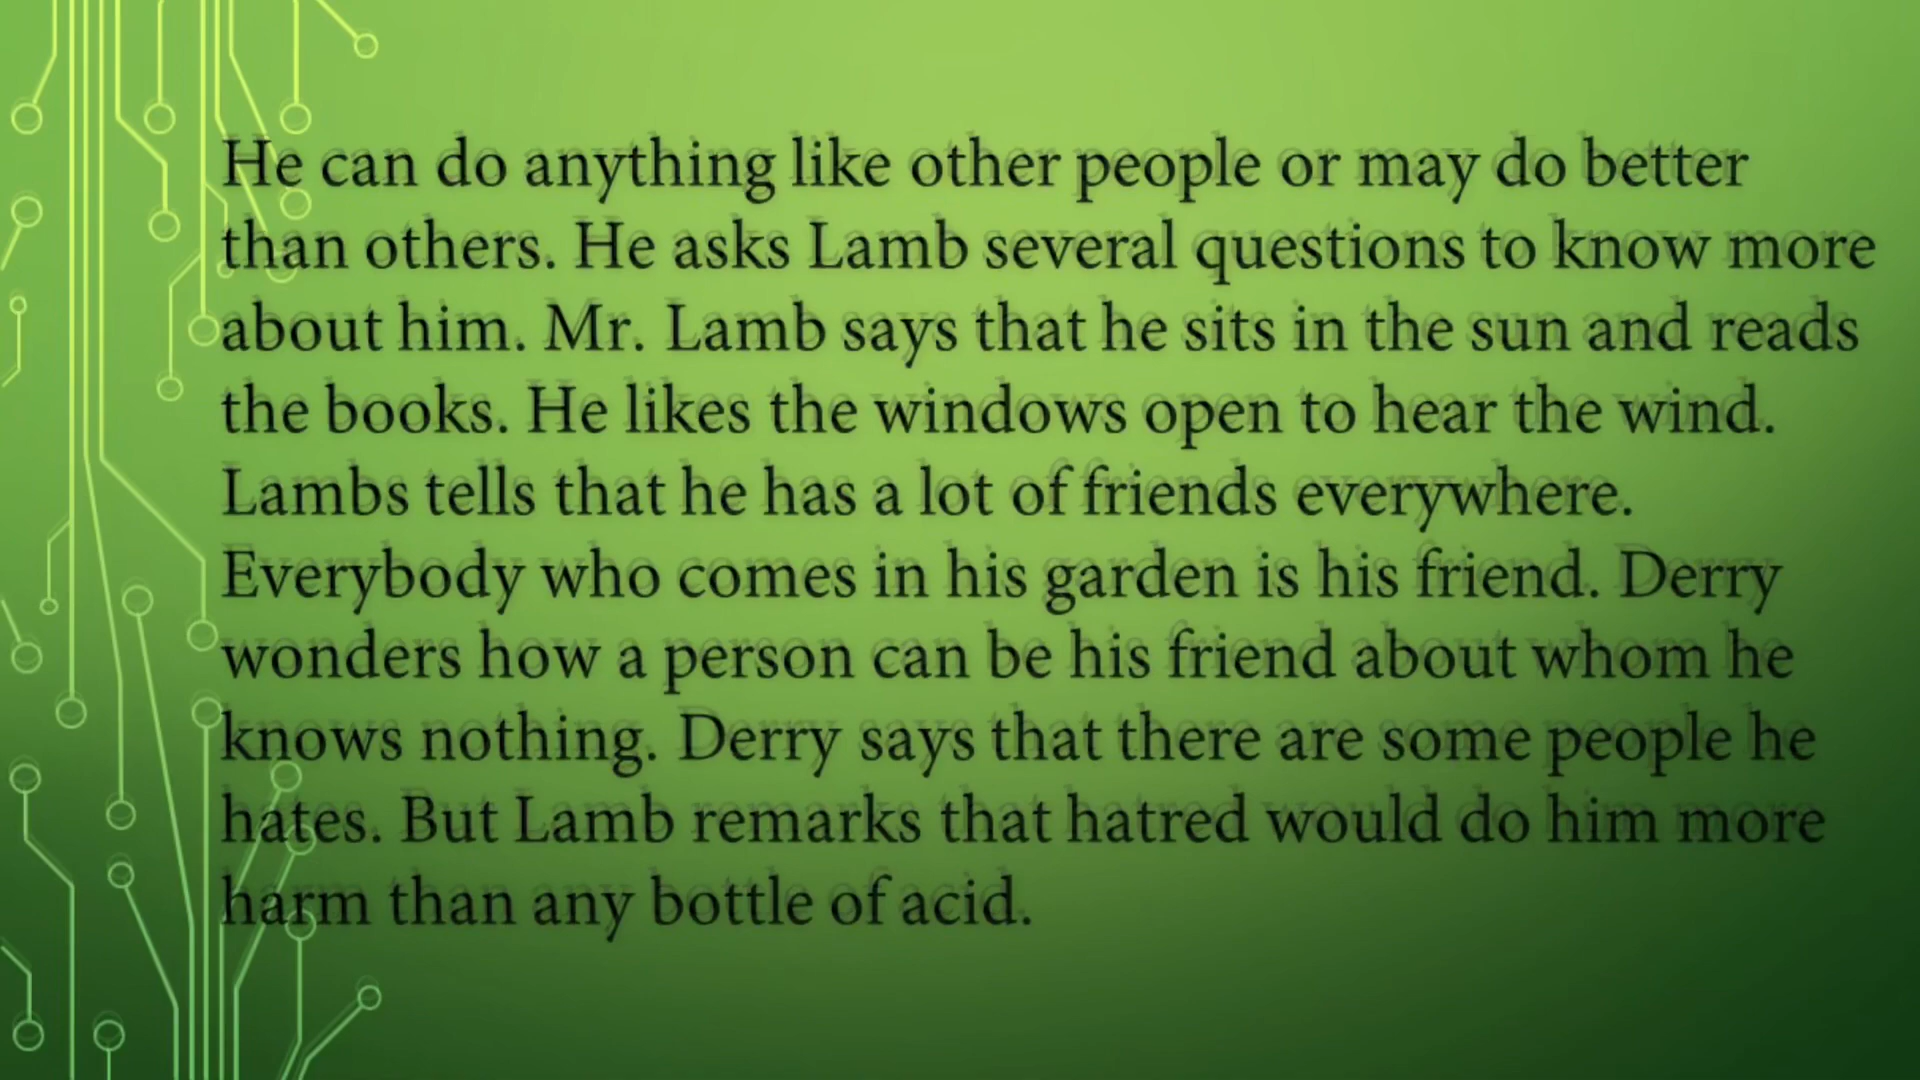 He can do anything like other people or may do better
than others. He asks Lamb several questions to know more
about him. Mr. Lamb says that he sits in the sun and reads
the books. He likes the windows open to hear the wind.
Lambs tells that he has a lot of friends everywhere.
Everybody who comes in his garden is his friend. Derry
wonders how a person can be his friend about whom he
knows nothing. Derry says that there are some people he
hates. But Lamb remarks that hatred would do him more
harm than any bottle of acid.